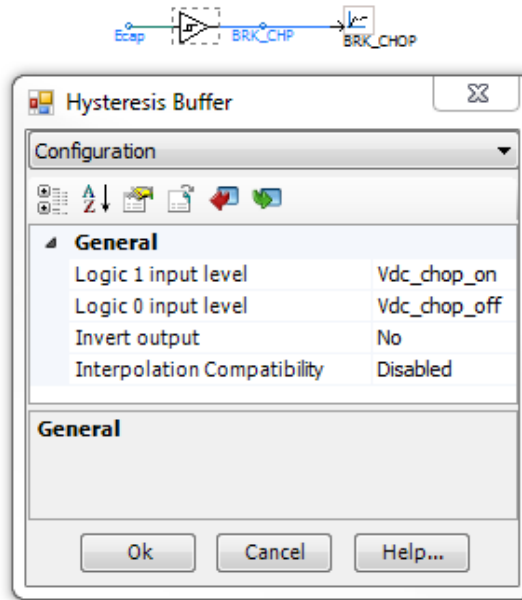 Ecap BRK_CHP BRK_CHOP
Hysteresis Buffer
Configuration
General
Logic 1 input level Vdc_chop_on
Logic 0 input level Vdc_chop_off
Invert output No
Interpolation Compatibility Disabled
General
Ok Cancel Help...